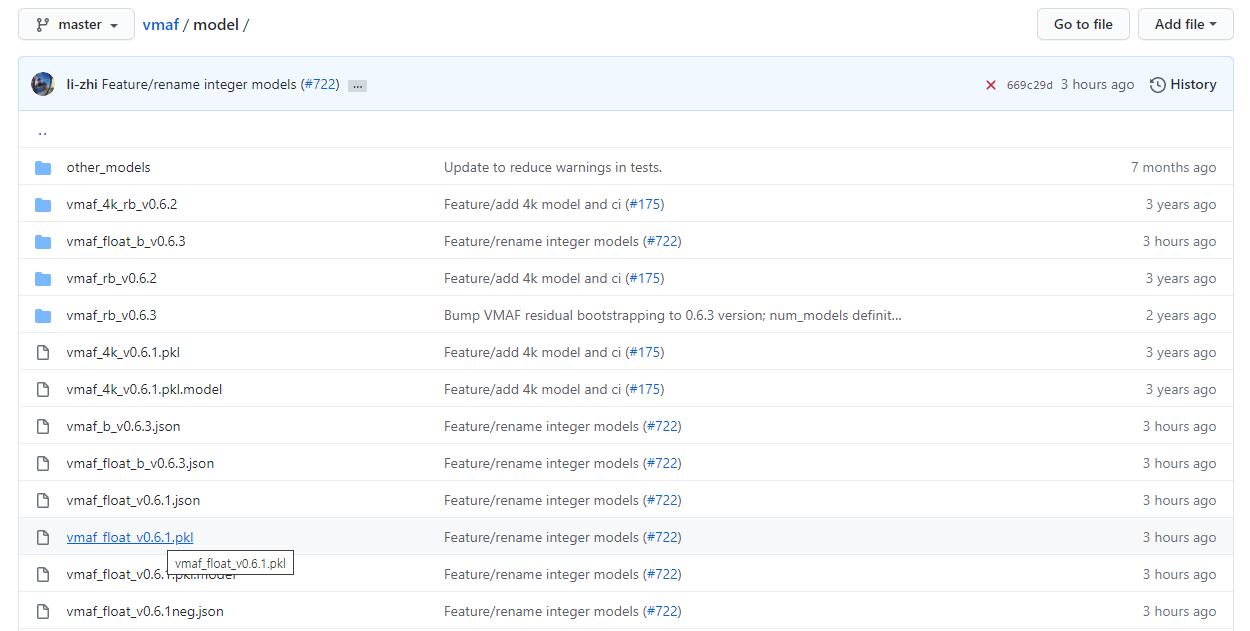 master vmaf / model / Go to file Add file
li-zhi Feature/rename integer models (#722) ... 669c29d 3 hours ago History
..
other_models Update to reduce warnings in tests. 7 months ago
vmaf_4k_rb_v0.6.2 Feature/add 4k model and ci (#175) 3 years ago
vmaf_float_b_v0.6.3 Feature/rename integer models (#722) 3 hours ago
vmaf_rb_v0.6.2 Feature/add 4k model and ci (#175) 3 years ago
vmaf_rb_v0.6.3 Bump VMAF residual bootstrapping to 0.6.3 version; num_models definit... 2 years ago
vmaf_4k_v0.6.1.pkl Feature/add 4k model and ci (#175) 3 years ago
vmaf_4k_v0.6.1.pkl.model Feature/add 4k model and ci (#175) 3 years ago
vmaf_b_v0.6.3.json Feature/rename integer models (#722) 3 hours ago
vmaf_float_b_v0.6.3.json Feature/rename integer models (#722) 3 hours ago
vmaf_float_v0.6.1.json Feature/rename integer models (#722) 3 hours ago
vmaf_float_v0.6.1.pkl Feature/rename integer models (#722) 3 hours ago
vmaf_float_v0.6.1.pkl
vmaf_float_v0.6.1.pkl.model Feature/rename integer models (#722) 3 hours ago
vmaf_float_v0.6.1neg.json Feature/rename integer models (#722) 3 hours ago